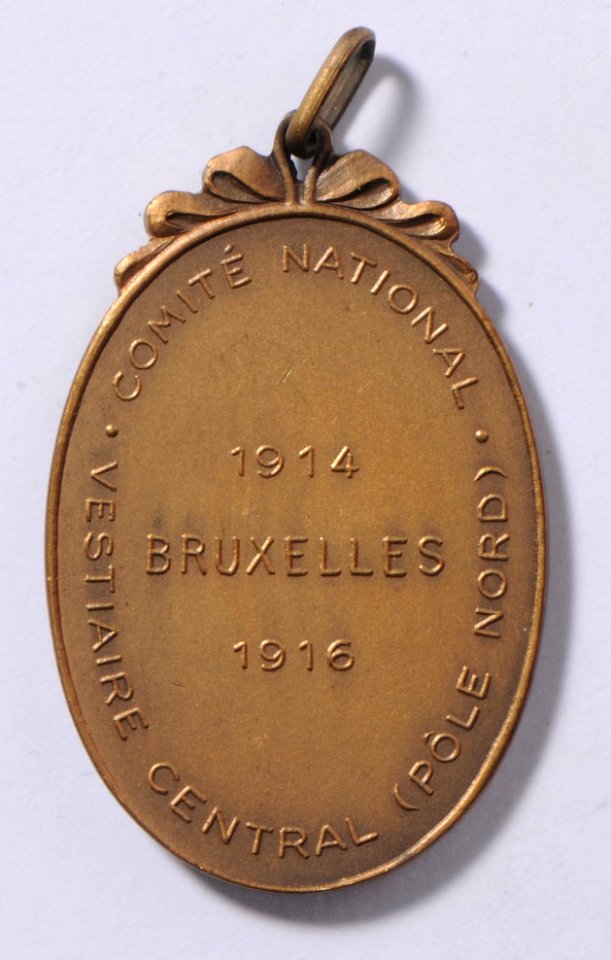 COMITÉ NATIONAL
1914
BRUXELLES
1916
VESTIAIRE CENTRAL (PÔLE NORD)